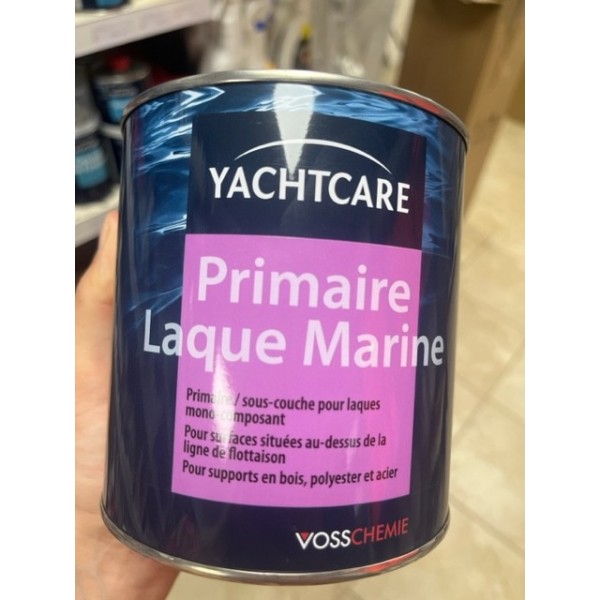 YACHTCARE
Primaire
Laque Marine
Primaire / sous-couche pour laques
mono-composant
Pour surfaces situées au-dessus de la
ligne de flottaison
Pour supports en bois, polyester et acier
VOSSCHEMIE